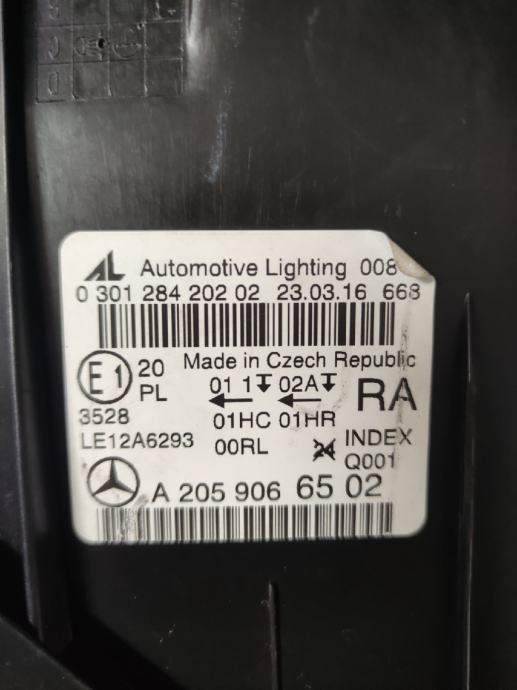 AL Automotive Lighting 008
0 301 284 202 02 23.03.16 668
Made in Czech Republic
E1 20 PL
01 1 02A
RA
3528
01HC 01HR
LE12A6293
00RL
24 INDEX
Q001
A 205 906 65 02